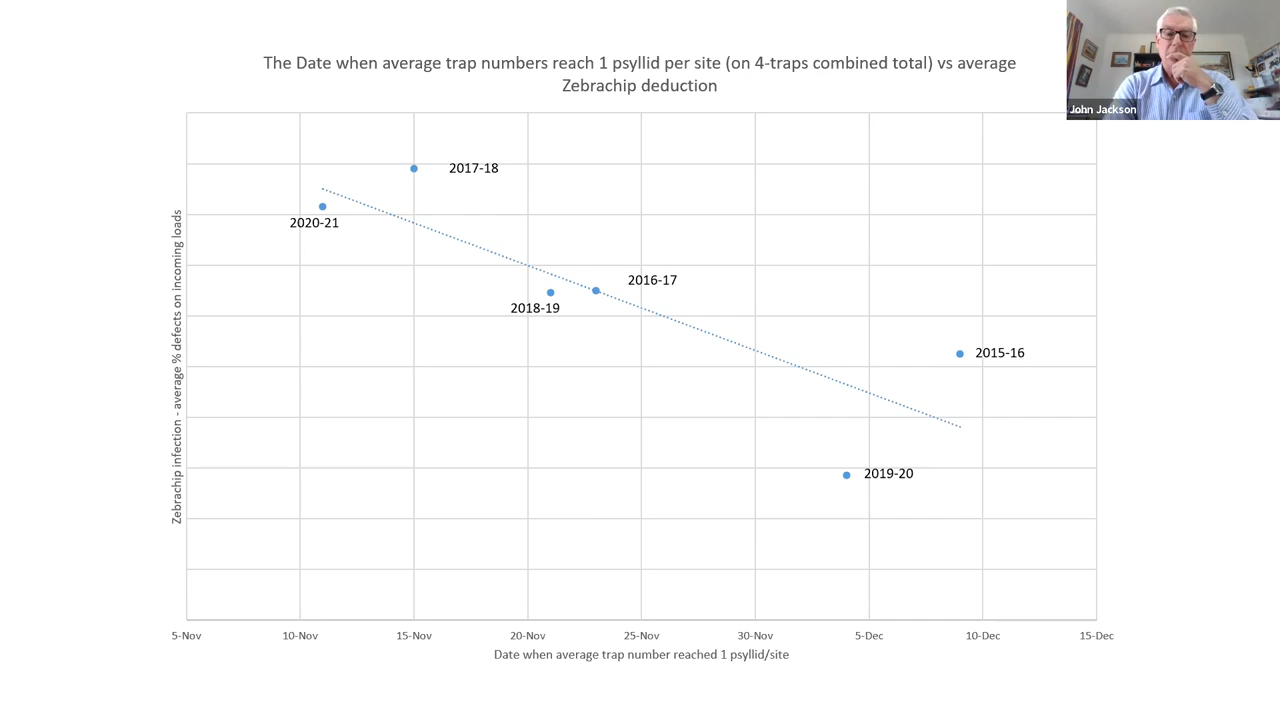 The Date when average trap numbers reach 1 psyllid per site (on 4-traps combined total) vs average
Zebrachip deduction
John Jackson
Zebrachip infection - average % defects on incoming loads
2017-18
2020-21
2016-17
2018-19
2015-16
2019-20
5-Nov
10-Nov
15-Nov
20-Nov
25-Nov
30-Nov
5-Dec
10-Dec
15-Dec
Date when average trap number reached 1 psyllid/site